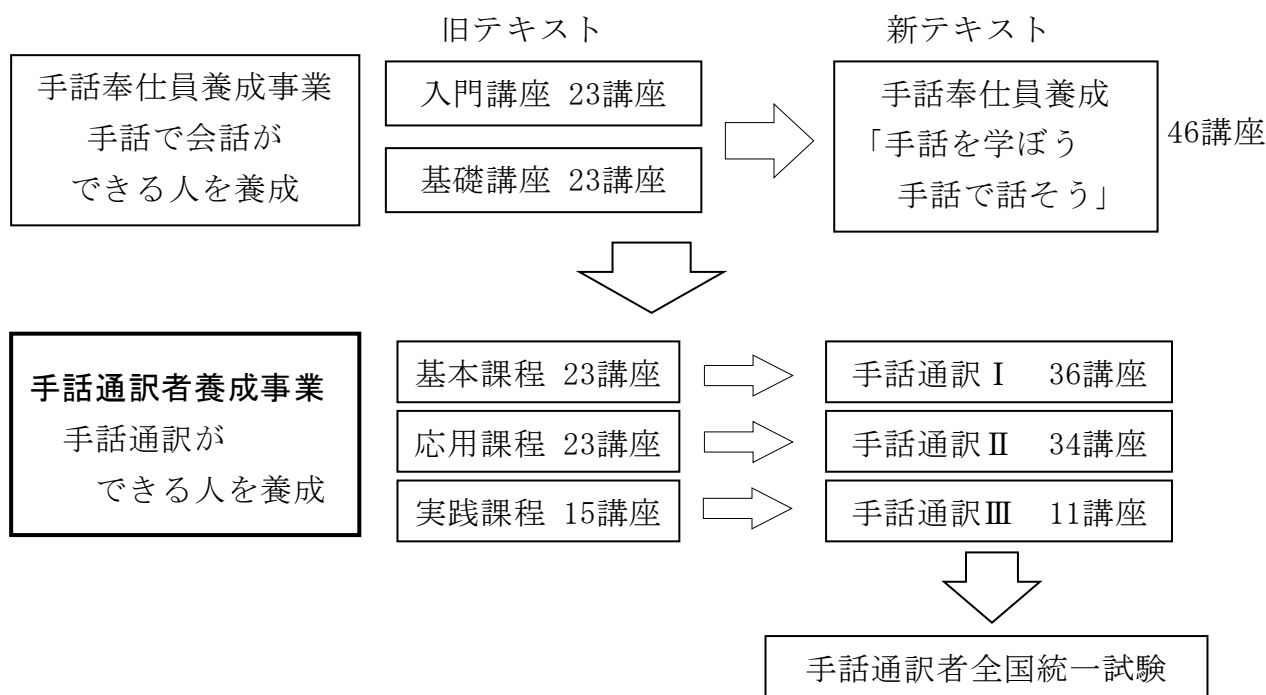 旧テキスト
新テキスト
手話奉仕員養成事業
手話で会話が
できる人を養成
入門講座 23講座
基礎講座 23講座
手話奉仕員養成
「手話を学ぼう
手話で話そう」
46講座
手話通訳者養成事業
手話通訳が
できる人を養成
基本課程 23講座
手話通訳Ⅰ 36講座
応用課程 23講座
手話通訳Ⅱ 34講座
実践課程 15講座
手話通訳Ⅲ 11講座
手話通訳者全国統一試験